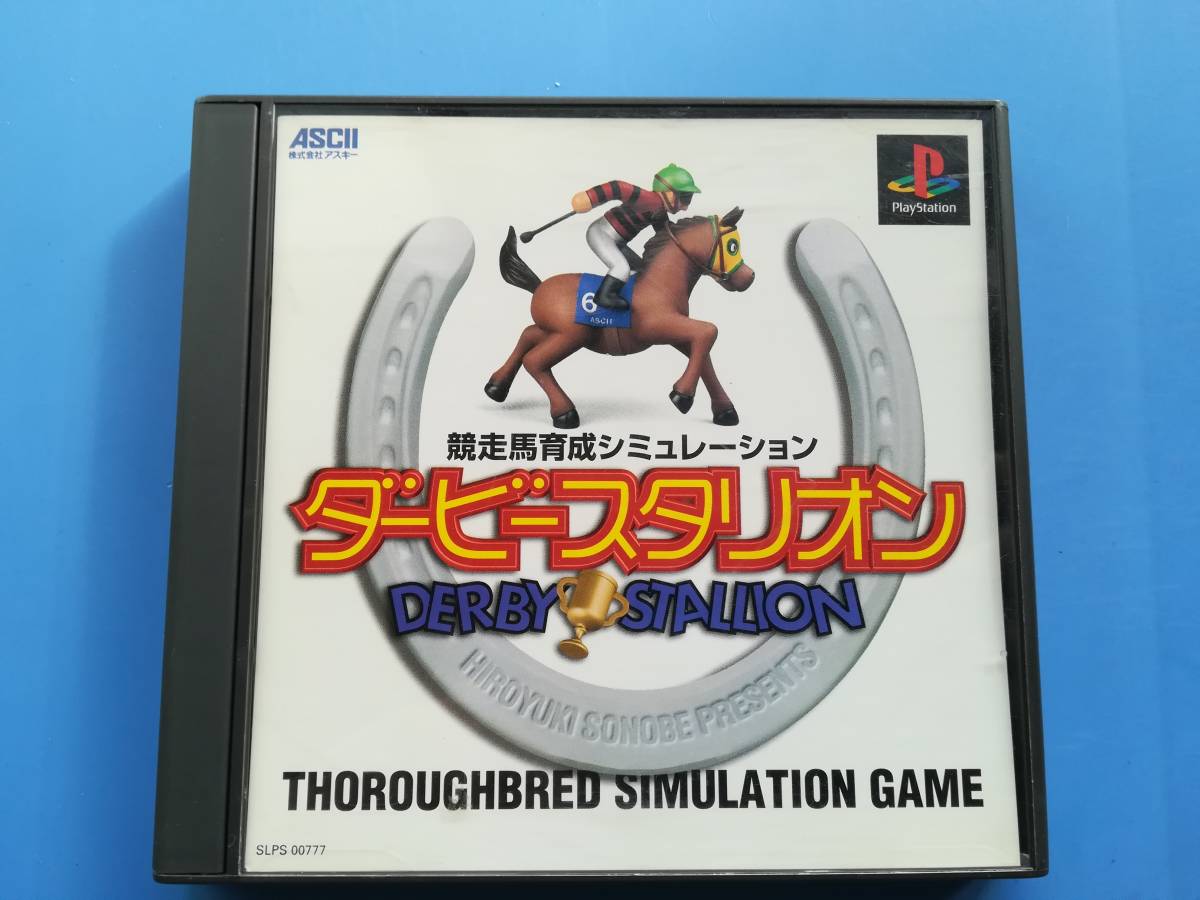 ASCII
株式会社アスキー
PlayStation
6
ASCII
競走馬育成シミュレーション
ダービースタリオン
DERBY STALLION
HIROYUKI SONOBE PRESENTS
THOROUGHBRED SIMULATION GAME
SLPS 00777